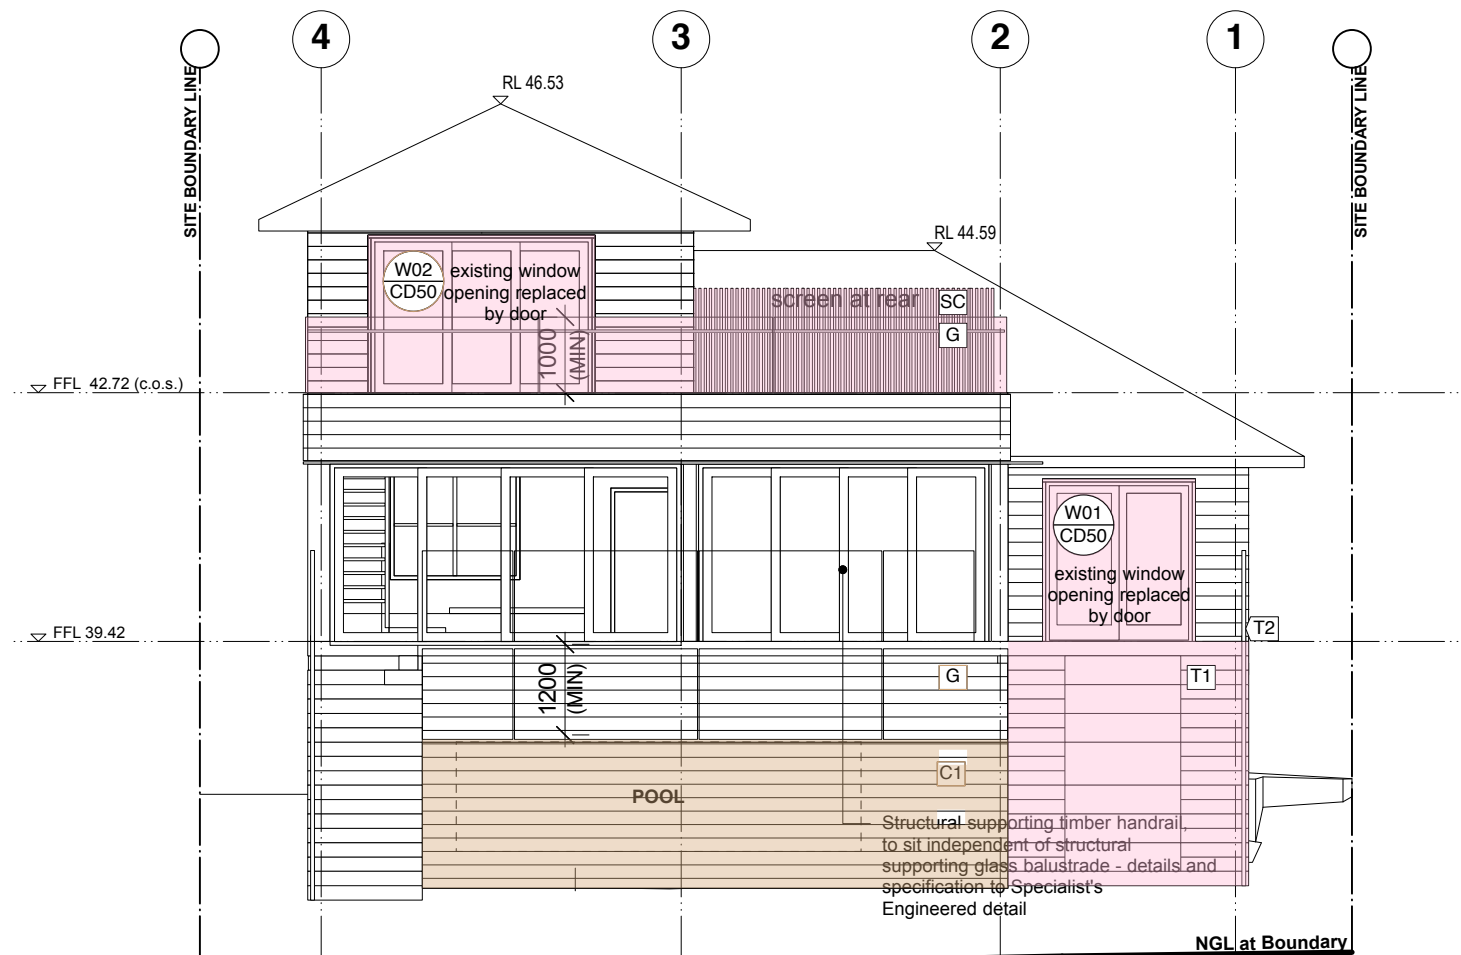 4
3
2
1
SITE BOUNDARY LINE
SITE BOUNDARY LINE
RL 46.53
RL 44.59
W02
CD50
existing window
opening replaced
by door
screen at rear
SC
G
1000
(MIN)
FFL 42.72 (c.o.s.)
W01
CD50
existing window
opening replaced
by door
FFL 39.42
T2
1200
(MIN)
G
T1
C1
POOL
Structural supporting timber handrail,
to sit independent of structural
supporting glass balustrade - details and
specification to Specialist's
Engineered detail
NGL at Boundary